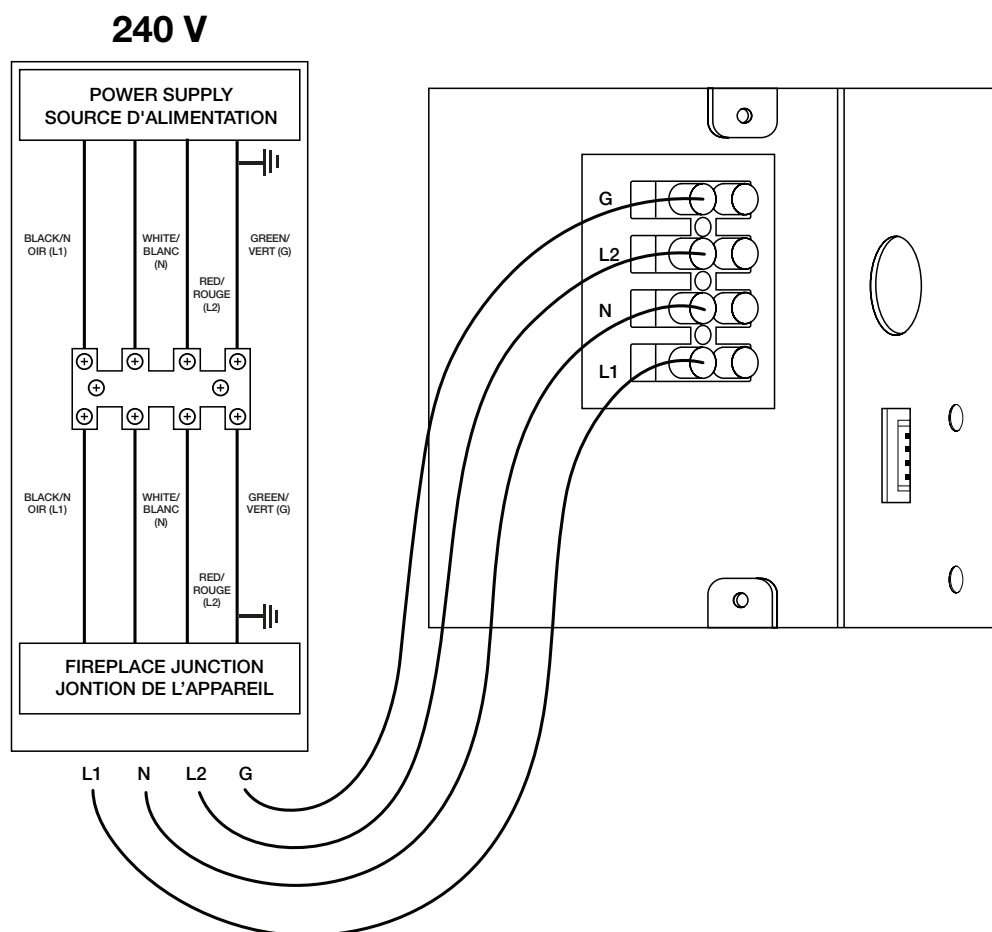 240 V
POWER SUPPLY
SOURCE D'ALIMENTATION
BLACK/N
OIR (L1)
WHITE/
BLANC
(N)
RED/
ROUGE
(L2)
GREEN/
VERT (G)
BLACK/N
OIR (L1)
WHITE/
BLANC
(N)
RED/
ROUGE
(L2)
GREEN/
VERT (G)
FIREPLACE JUNCTION
JONTION DE L’APPAREIL
L1 N L2 G
G
L2
N
L1